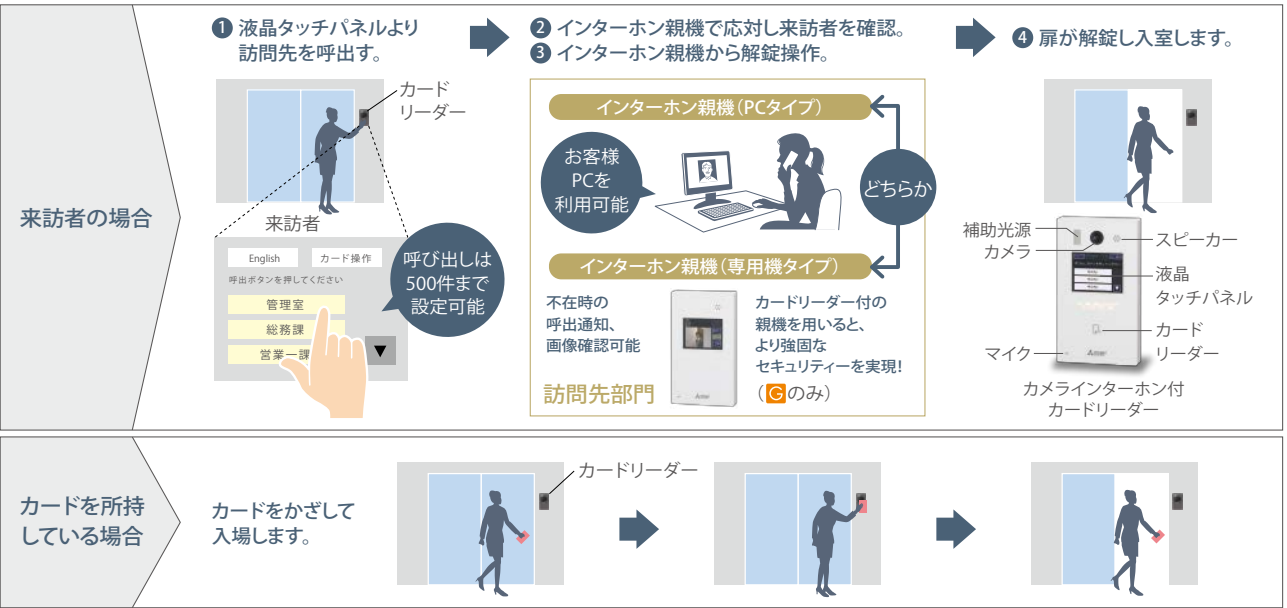 来訪者の場合
❶ 液晶タッチパネルより
訪問先を呼出す。
カード
リーダー
来訪者
English
カード操作
呼出ボタンを押してください
管理室
総務課
営業一課
▼
呼び出しは
500件まで
設定可能
❷ インターホン親機で応対し来訪者を確認。
❸ インターホン親機から解錠操作。
インターホン親機(PCタイプ)
お客様
PCを
利用可能
どちらか
インターホン親機(専用機タイプ)
不在時の
呼出通知、
画像確認可能
訪問先部門
カードリーダー付の
親機を用いると、
より強固な
セキュリティーを実現!
(Gのみ)
❹ 扉が解錠し入室します。
補助光源
カメラ
スピーカー
液晶
タッチパネル
カード
リーダー
マイク
カメラインターホン付
カードリーダー
カードを所持
している場合
カードをかざして
入場します。
カードリーダー